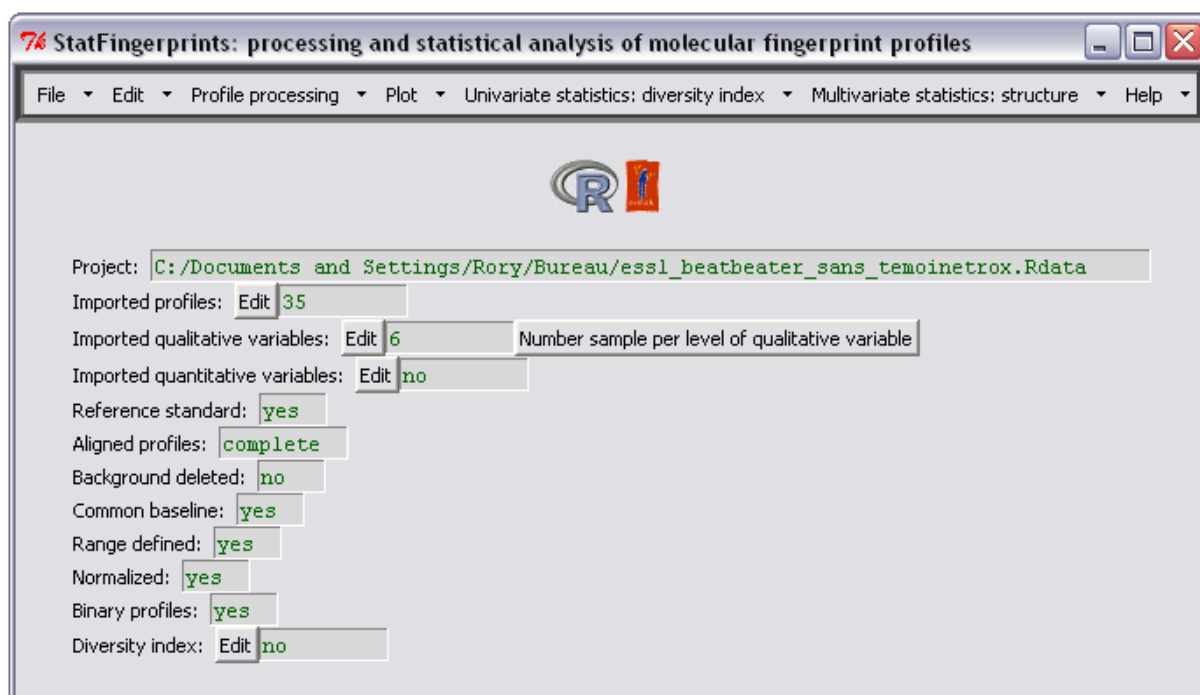 StatFingerprints: processing and statistical analysis of molecular fingerprint profiles
File Edit Profile processing Plot Univariate statistics: diversity index Multivariate statistics: structure Help
R
Project: C:/Documents and Settings/Rory/Bureau/essl_beatbeater_sans_temoinetrox.Rdata
Imported profiles: Edit 35
Imported qualitative variables: Edit 6 Number sample per level of qualitative variable
Imported quantitative variables: Edit no
Reference standard: yes
Aligned profiles: complete
Background deleted: no
Common baseline: yes
Range defined: yes
Normalized: yes
Binary profiles: yes
Diversity index: Edit no